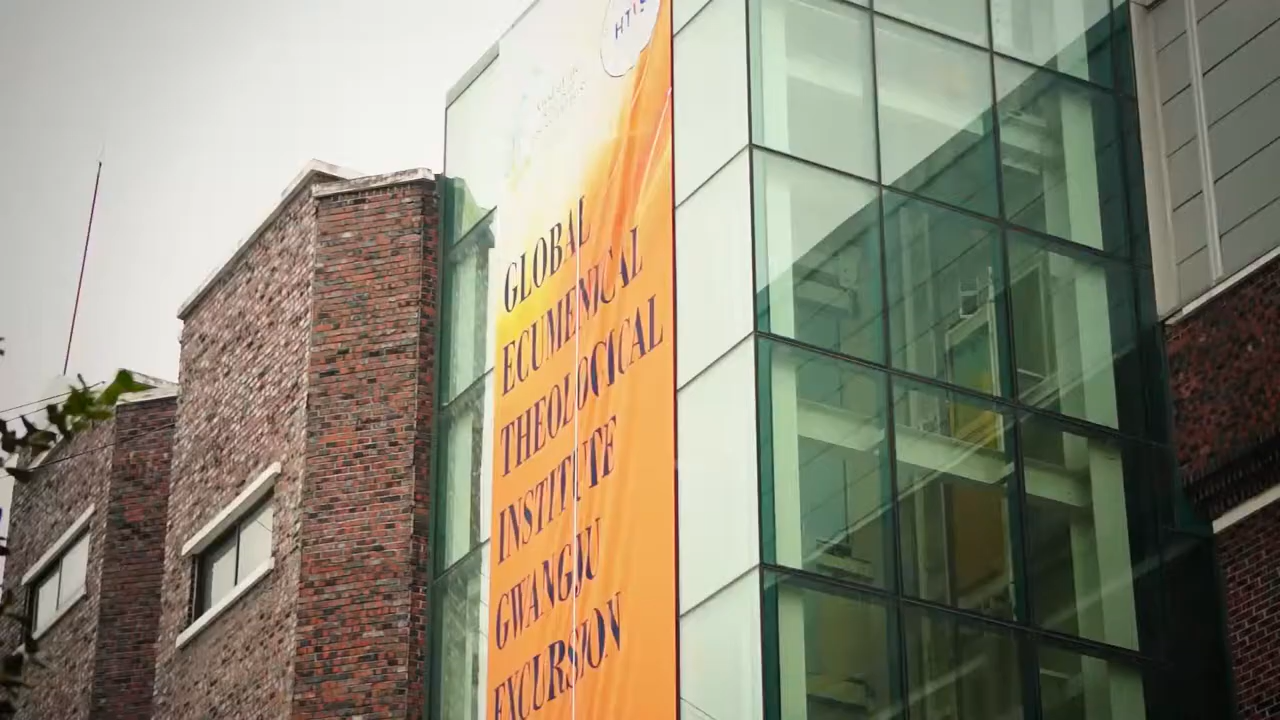 GLOBAL
ECUMENICAL
THEOLOGICAL
INSTITUTE
GWANGJU
EXCURSION